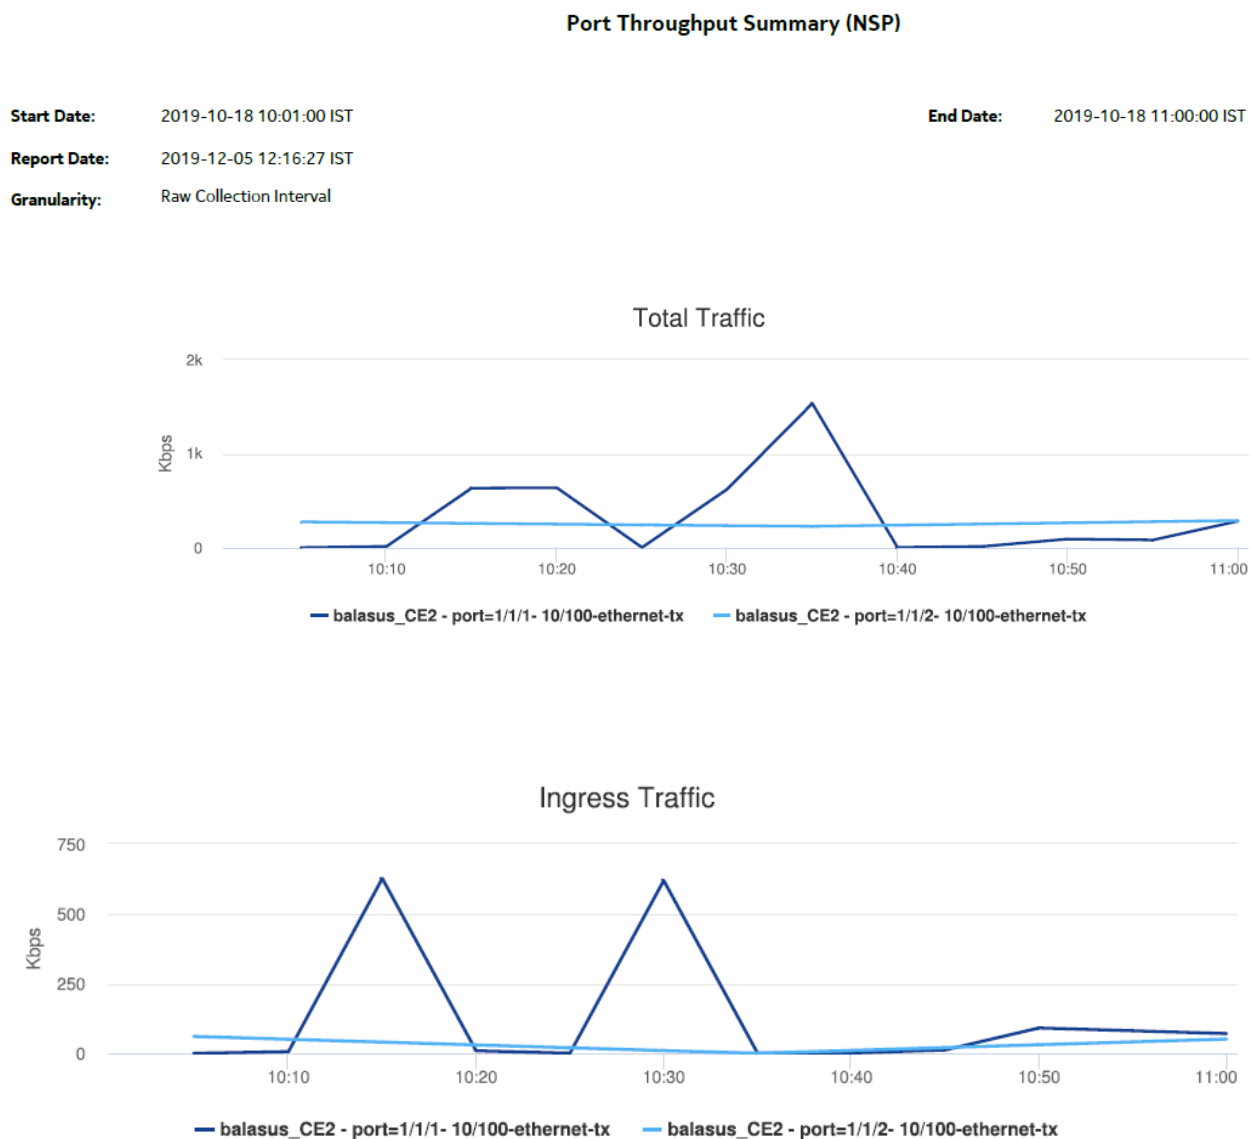 Port Throughput Summary (NSP)
Start Date: 2019-10-18 10:01:00 IST End Date: 2019-10-18 11:00:00 IST
Report Date: 2019-12-05 12:16:27 IST
Granularity: Raw Collection Interval
Total Traffic
2k
1k
0
Kbps
10:10 10:20 10:30 10:40 10:50 11:00
balasus_CE2 - port=1/1/1- 10/100-ethernet-tx balasus_CE2 - port=1/1/2- 10/100-ethernet-tx
Ingress Traffic
750
500
250
0
Kbps
10:10 10:20 10:30 10:40 10:50 11:00
balasus_CE2 - port=1/1/1- 10/100-ethernet-tx balasus_CE2 - port=1/1/2- 10/100-ethernet-tx